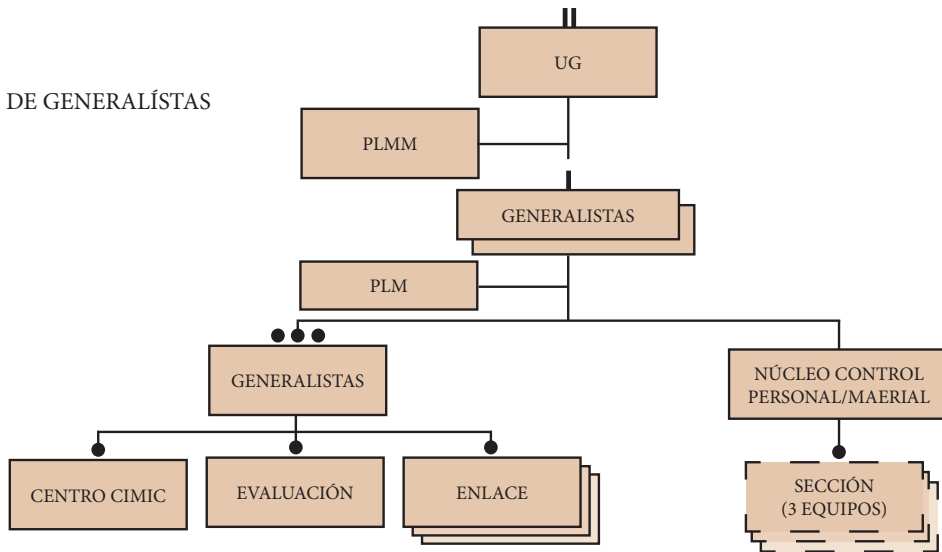 UG
DE GENERALÍSTAS
PLMM
GENERALISTAS
PLM
GENERALISTAS
NÚCLEO CONTROL
PERSONAL/MAERIAL
CENTRO CIMIC
EVALUACIÓN
ENLACE
SECCIÓN
(3 EQUIPOS)